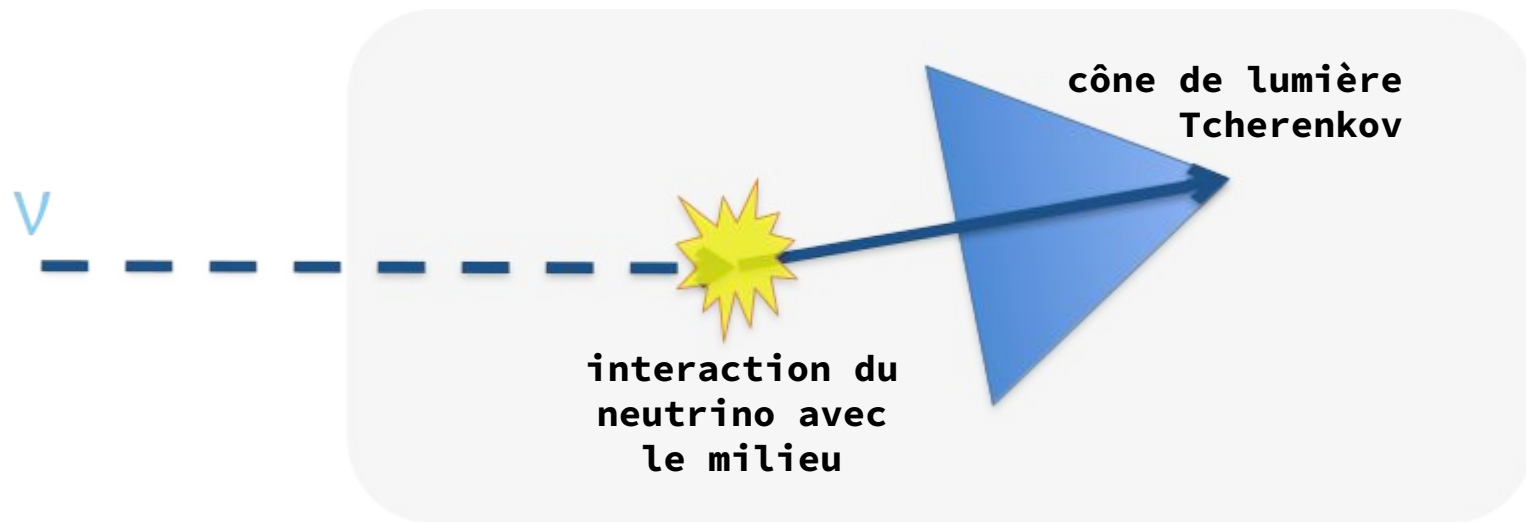 cône de lumière
Tcherenkov
ν
interaction du
neutrino avec
le milieu